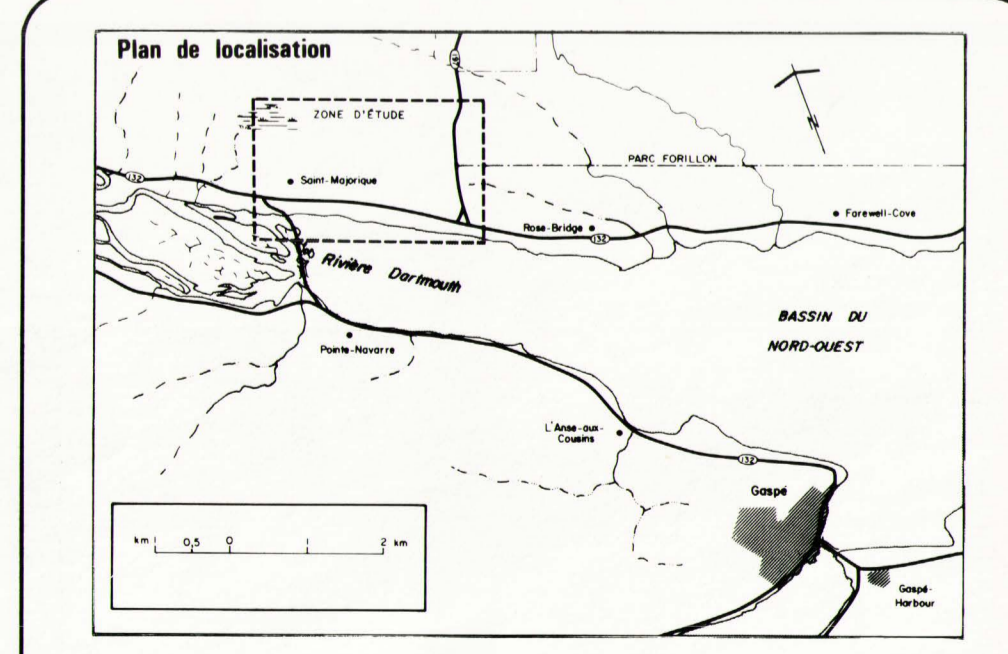 Plan de localisation
ZONE D'ÉTUDE
PARC FORILLON
N
132
Saint-Majorique
Farewell-Cove
Rose-Bridge
132
Rivière Dartmouth
BASSIN DU
NORD-OUEST
Pointe-Navarre
L'Anse-aux-
Cousins
132
Gaspé
km 1 0,5 0 1 2 km
Gaspé-
Harbour